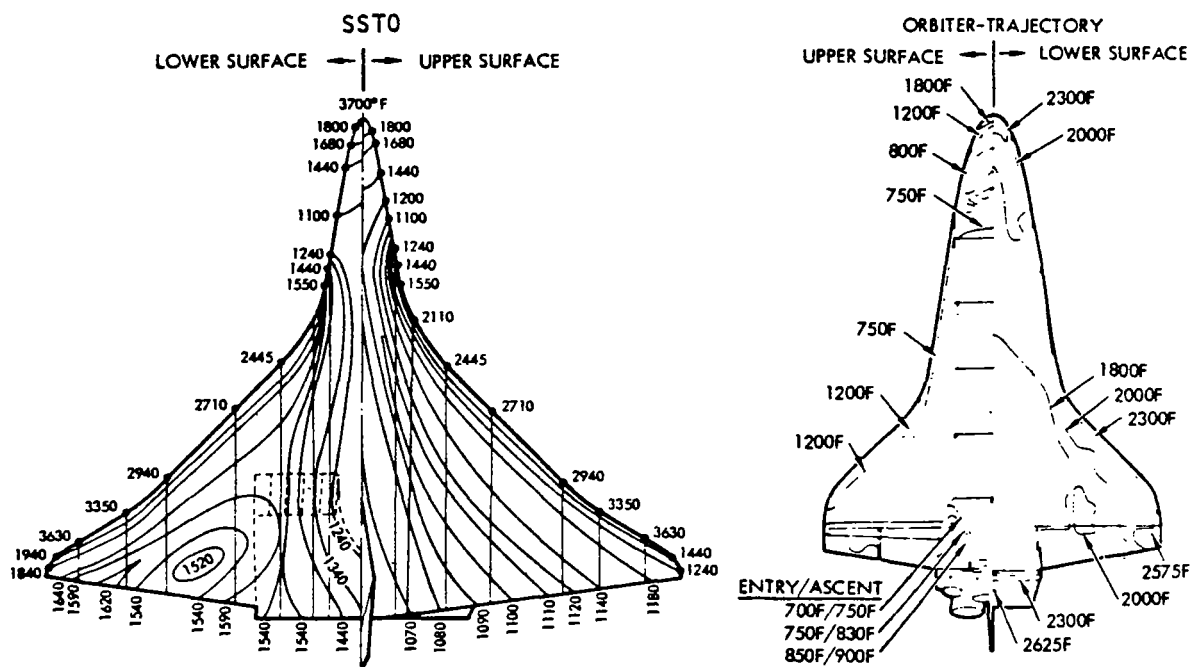 SSTO
LOWER SURFACE
UPPER SURFACE
3700°F
1800
1800
1680
1680
1440
1440
1200
1100
1100
1240
1240
1440
1440
1550
1550
2110
2445
2445
2710
2710
2940
2940
3350
3350
3630
3630
1940
1440
1840
1240
1520
1240
1340
1640
1590
1620
1540
1540
1590
1540
1540
1440
1070
1080
1090
1100
1110
1120
1140
1180
ORBITER-TRAJECTORY
UPPER SURFACE
LOWER SURFACE
1800F
2300F
1200F
2000F
800F
750F
750F
1800F
1200F
2000F
2300F
1200F
ENTRY/ASCENT
700F/750F
750F/830F
850F/900F
2575F
2000F
2300F
2625F